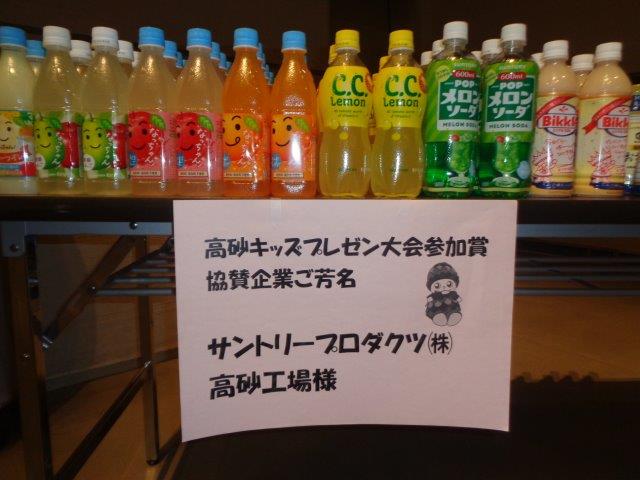 C.C.
Lemon
C.C.
Lemon
SUNTORY
600ml
POP
メロン
ソーダ
MELON SODA
SUNTORY
600ml
POP
メロン
ソーダ
MELON SODA
Bikkle
Bikkle
高砂キッズプレゼン大会参加賞
協賛企業ご芳名
サントリープロダクツ㈱
高砂工場様